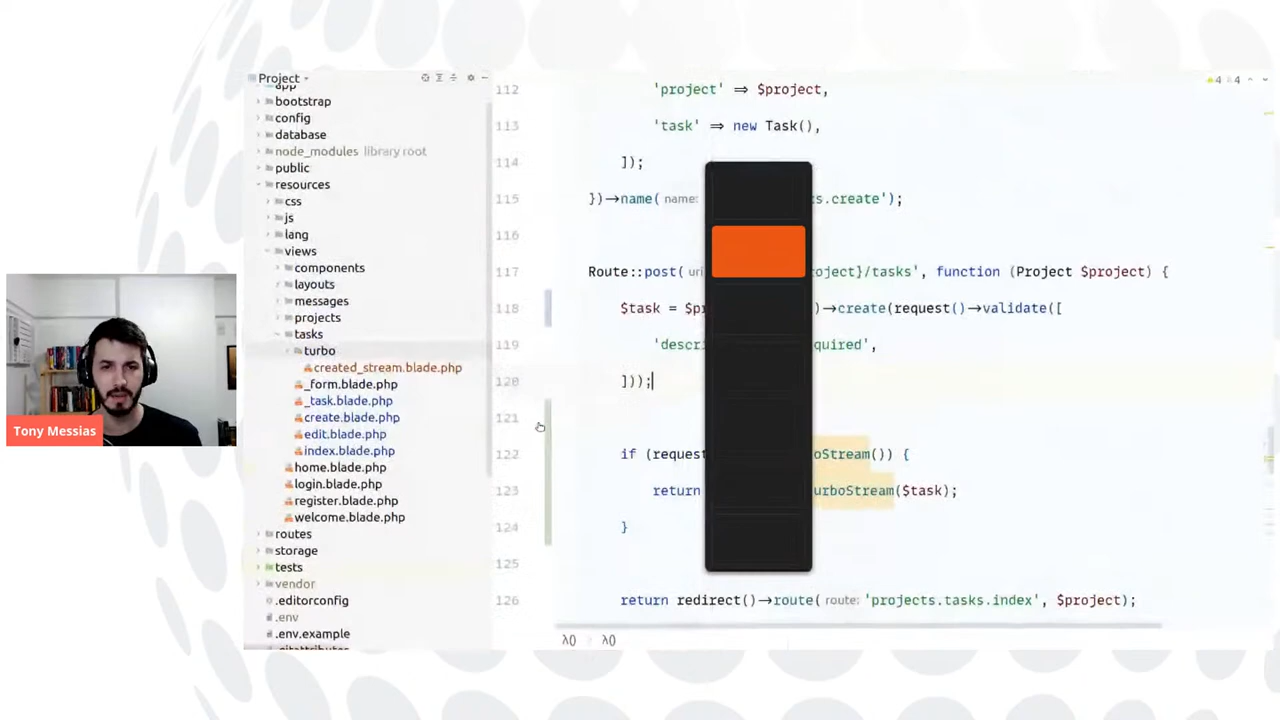 Project
app
bootstrap
config
database
node_modules library root
public
resources
css
js
lang
views
components
layouts
messages
projects
tasks
turbo
created_stream.blade.php
_form.blade.php
_task.blade.php
create.blade.php
edit.blade.php
index.blade.php
home.blade.php
login.blade.php
register.blade.php
welcome.blade.php
routes
storage
tests
vendor
.editorconfig
.env
.env.example
.gitattributes
4 4
112 'project' ⇒ $project,
113 'task' ⇒ new Task(),
114 ]);
115 })→name( name: s.create');
116
117 Route::post( oject}/tasks', function (Project $project) {
118 $task = $pr )→create(request()→validate([
119 'descr quired',
120 ]));
121
122 if (request oStream()) {
123 return urboStream($task);
124 }
125
126 return redirect()→route( route: 'projects.tasks.index', $project);
λ() λ()
Tony Messias